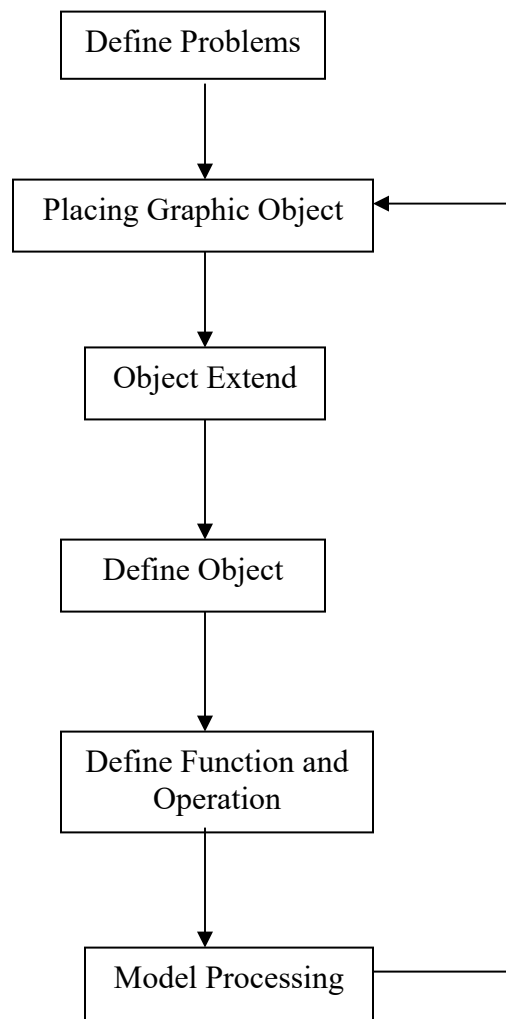 Define Problems
Placing Graphic Object
Object Extend
Define Object
Define Function and
Operation
Model Processing